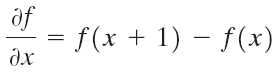 ∂f/∂x = f(x + 1) − f(x)